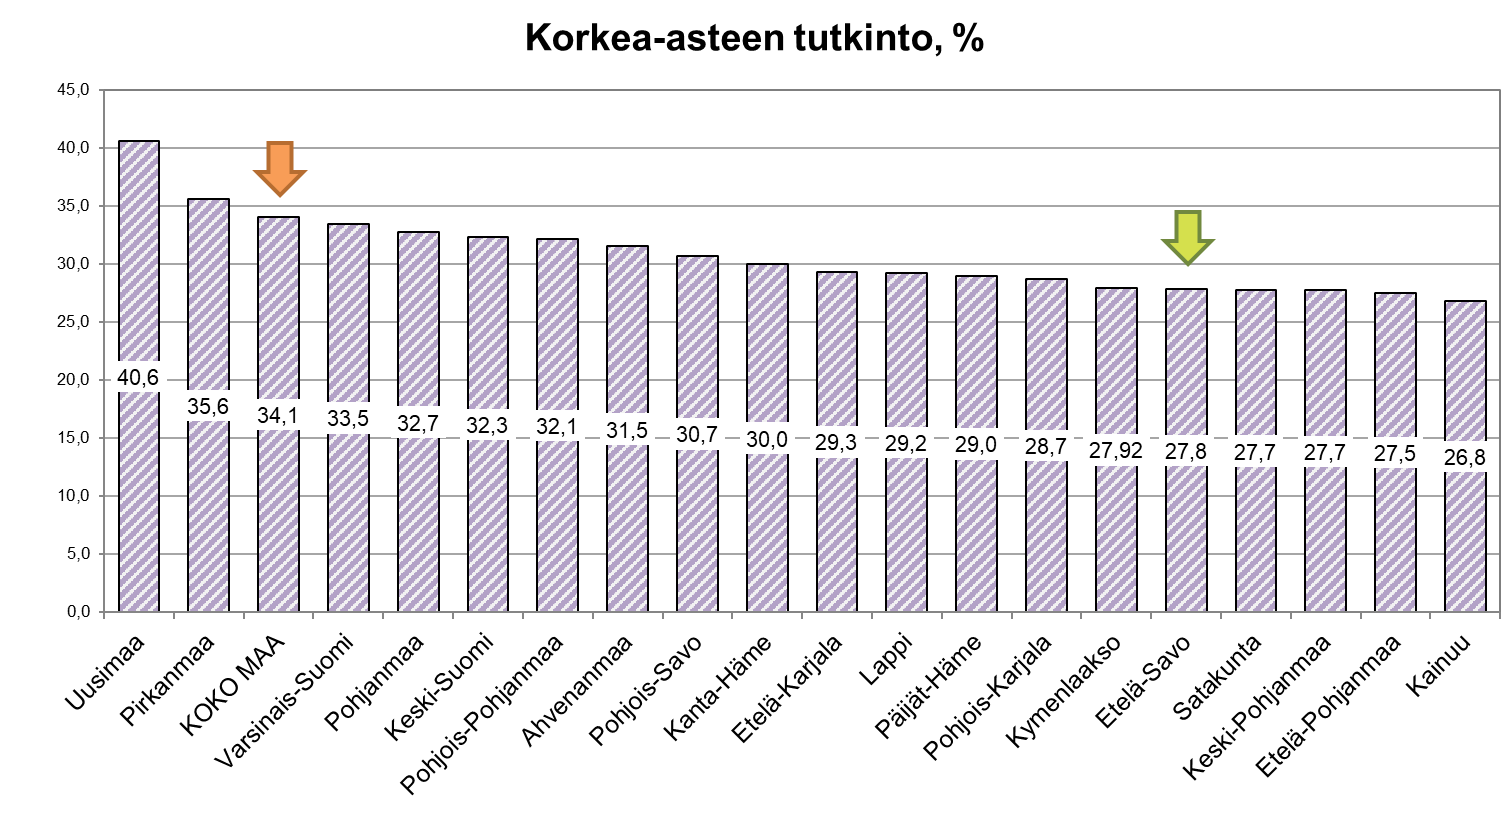 Korkea-asteen tutkinto, %
45,0
40,0
35,0
30,0
25,0
20,0
15,0
10,0
5,0
0,0
40,6
35,6
34,1
33,5
32,7
32,3
32,1
31,5
30,7
30,0
29,3
29,2
29,0
28,7
27,92
27,8
27,7
27,7
27,5
26,8
Uusimaa
Pirkanmaa
KOKO MAA
Varsinais-Suomi
Pohjanmaa
Keski-Suomi
Pohjois-Pohjanmaa
Ahvenanmaa
Pohjois-Savo
Kanta-Häme
Etelä-Karjala
Lappi
Päijät-Häme
Pohjois-Karjala
Kymenlaakso
Etelä-Savo
Satakunta
Keski-Pohjanmaa
Etelä-Pohjanmaa
Kainuu